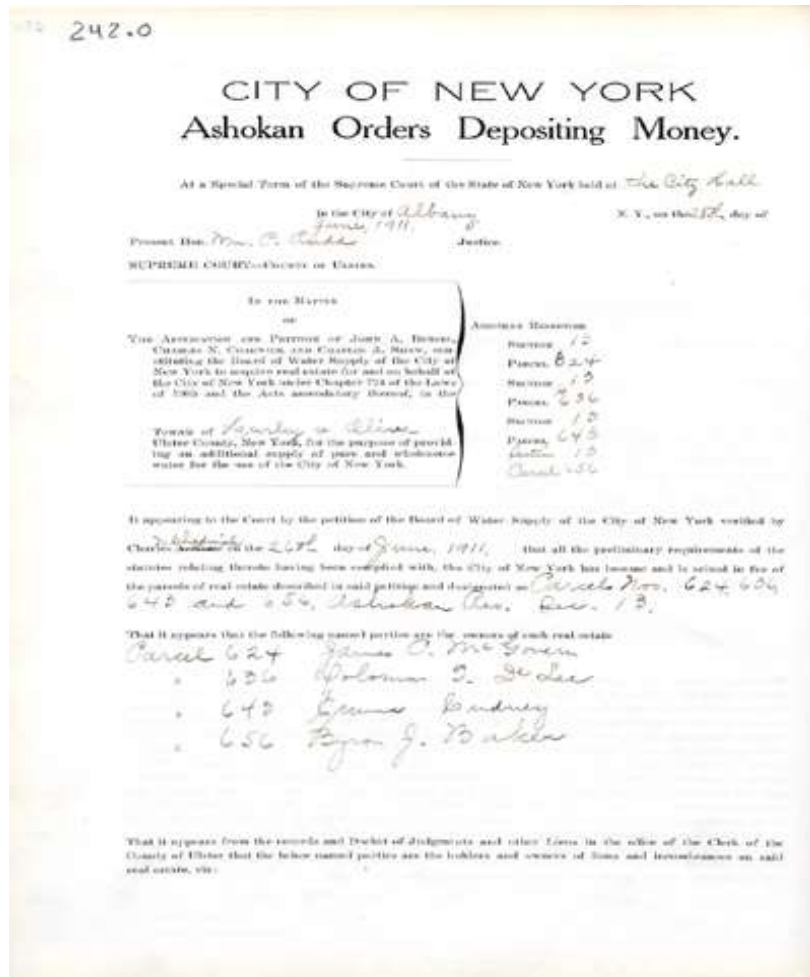 242.0
CITY OF NEW YORK
Ashokan Orders Depositing Money.
At a Special Term of the Supreme Court of the State of New York held at the City Hall
in the City of Albany N. Y., on the day of
June, 1911.
Present Hon. Wm. P. Rudd Justice.
SUPREME COURT—COUNTY OF ULSTER.
IN THE MATTER
OF
THE APPLICATION AND PETITION OF JOHN A. BENSEL,
CHARLES N. CHADWICK AND CHARLES A. SHAW, con-
stituting the Board of Water Supply of the City of
New York to acquire real estate for and on behalf of
the City of New York under Chapter 724 of the Laws
of 1905 and the Acts amendatory thereof, in the
Towns of Hurley & Olive
Ulster County, New York, for the purpose of provid-
ing an additional supply of pure and wholesome
water for the use of the City of New York.
ASHOKAN RESERVOIR
SECTION 13
PARCEL 624
SECTION 13
PARCEL 636
SECTION 13
PARCEL 643
Section 13
Parcel 656
It appearing to the Court by the petition of the Board of Water Supply of the City of New York verified by
Charles on the 26th day of June, 1911, that all the preliminary requirements of the
statutes relating thereto having been complied with, the City of New York has become and is seized in fee of
the parcels of real estate described in said petition and designated as Parcels Nos. 624, 636,
643 and 656, Ashokan Res. Sec. 13.
That it appears that the following named parties are the owners of such real estate
Parcel 624 James C. McGovern
" 636 Solomon De
" 643 Emma Cudney
" 656 Byron J. Baker
That it appears from the records and Docket of Judgments and other Liens in the office of the Clerk of the
County of Ulster that the below named parties are the holders and owners of liens and incumbrances on said
real estate, viz: